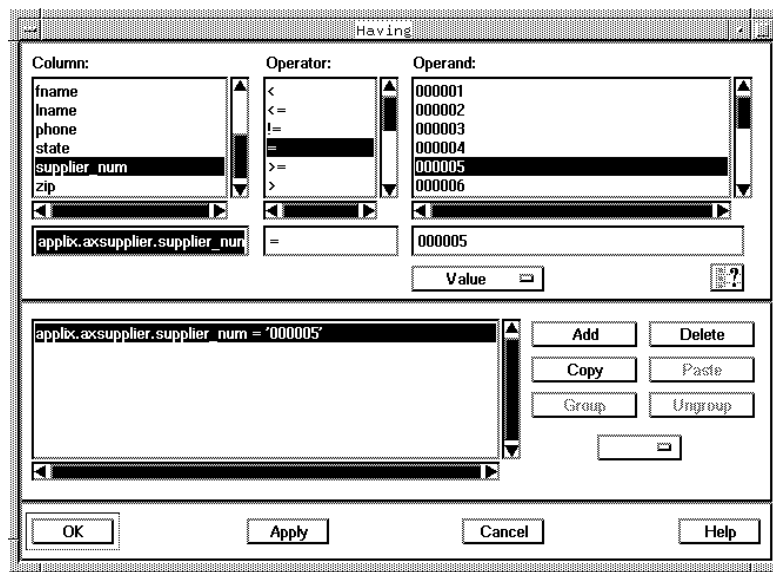 Having
Column:
Operator:
Operand:
fname
lname
phone
state
supplier_num
zip
<
<=
!=
=
>=
>
000001
000002
000003
000004
000005
000006
applix.axsupplier.supplier_num
=
000005
Value
?
applix.axsupplier.supplier_num = '000005'
Add
Delete
Copy
Paste
Group
Ungroup
OK
Apply
Cancel
Help